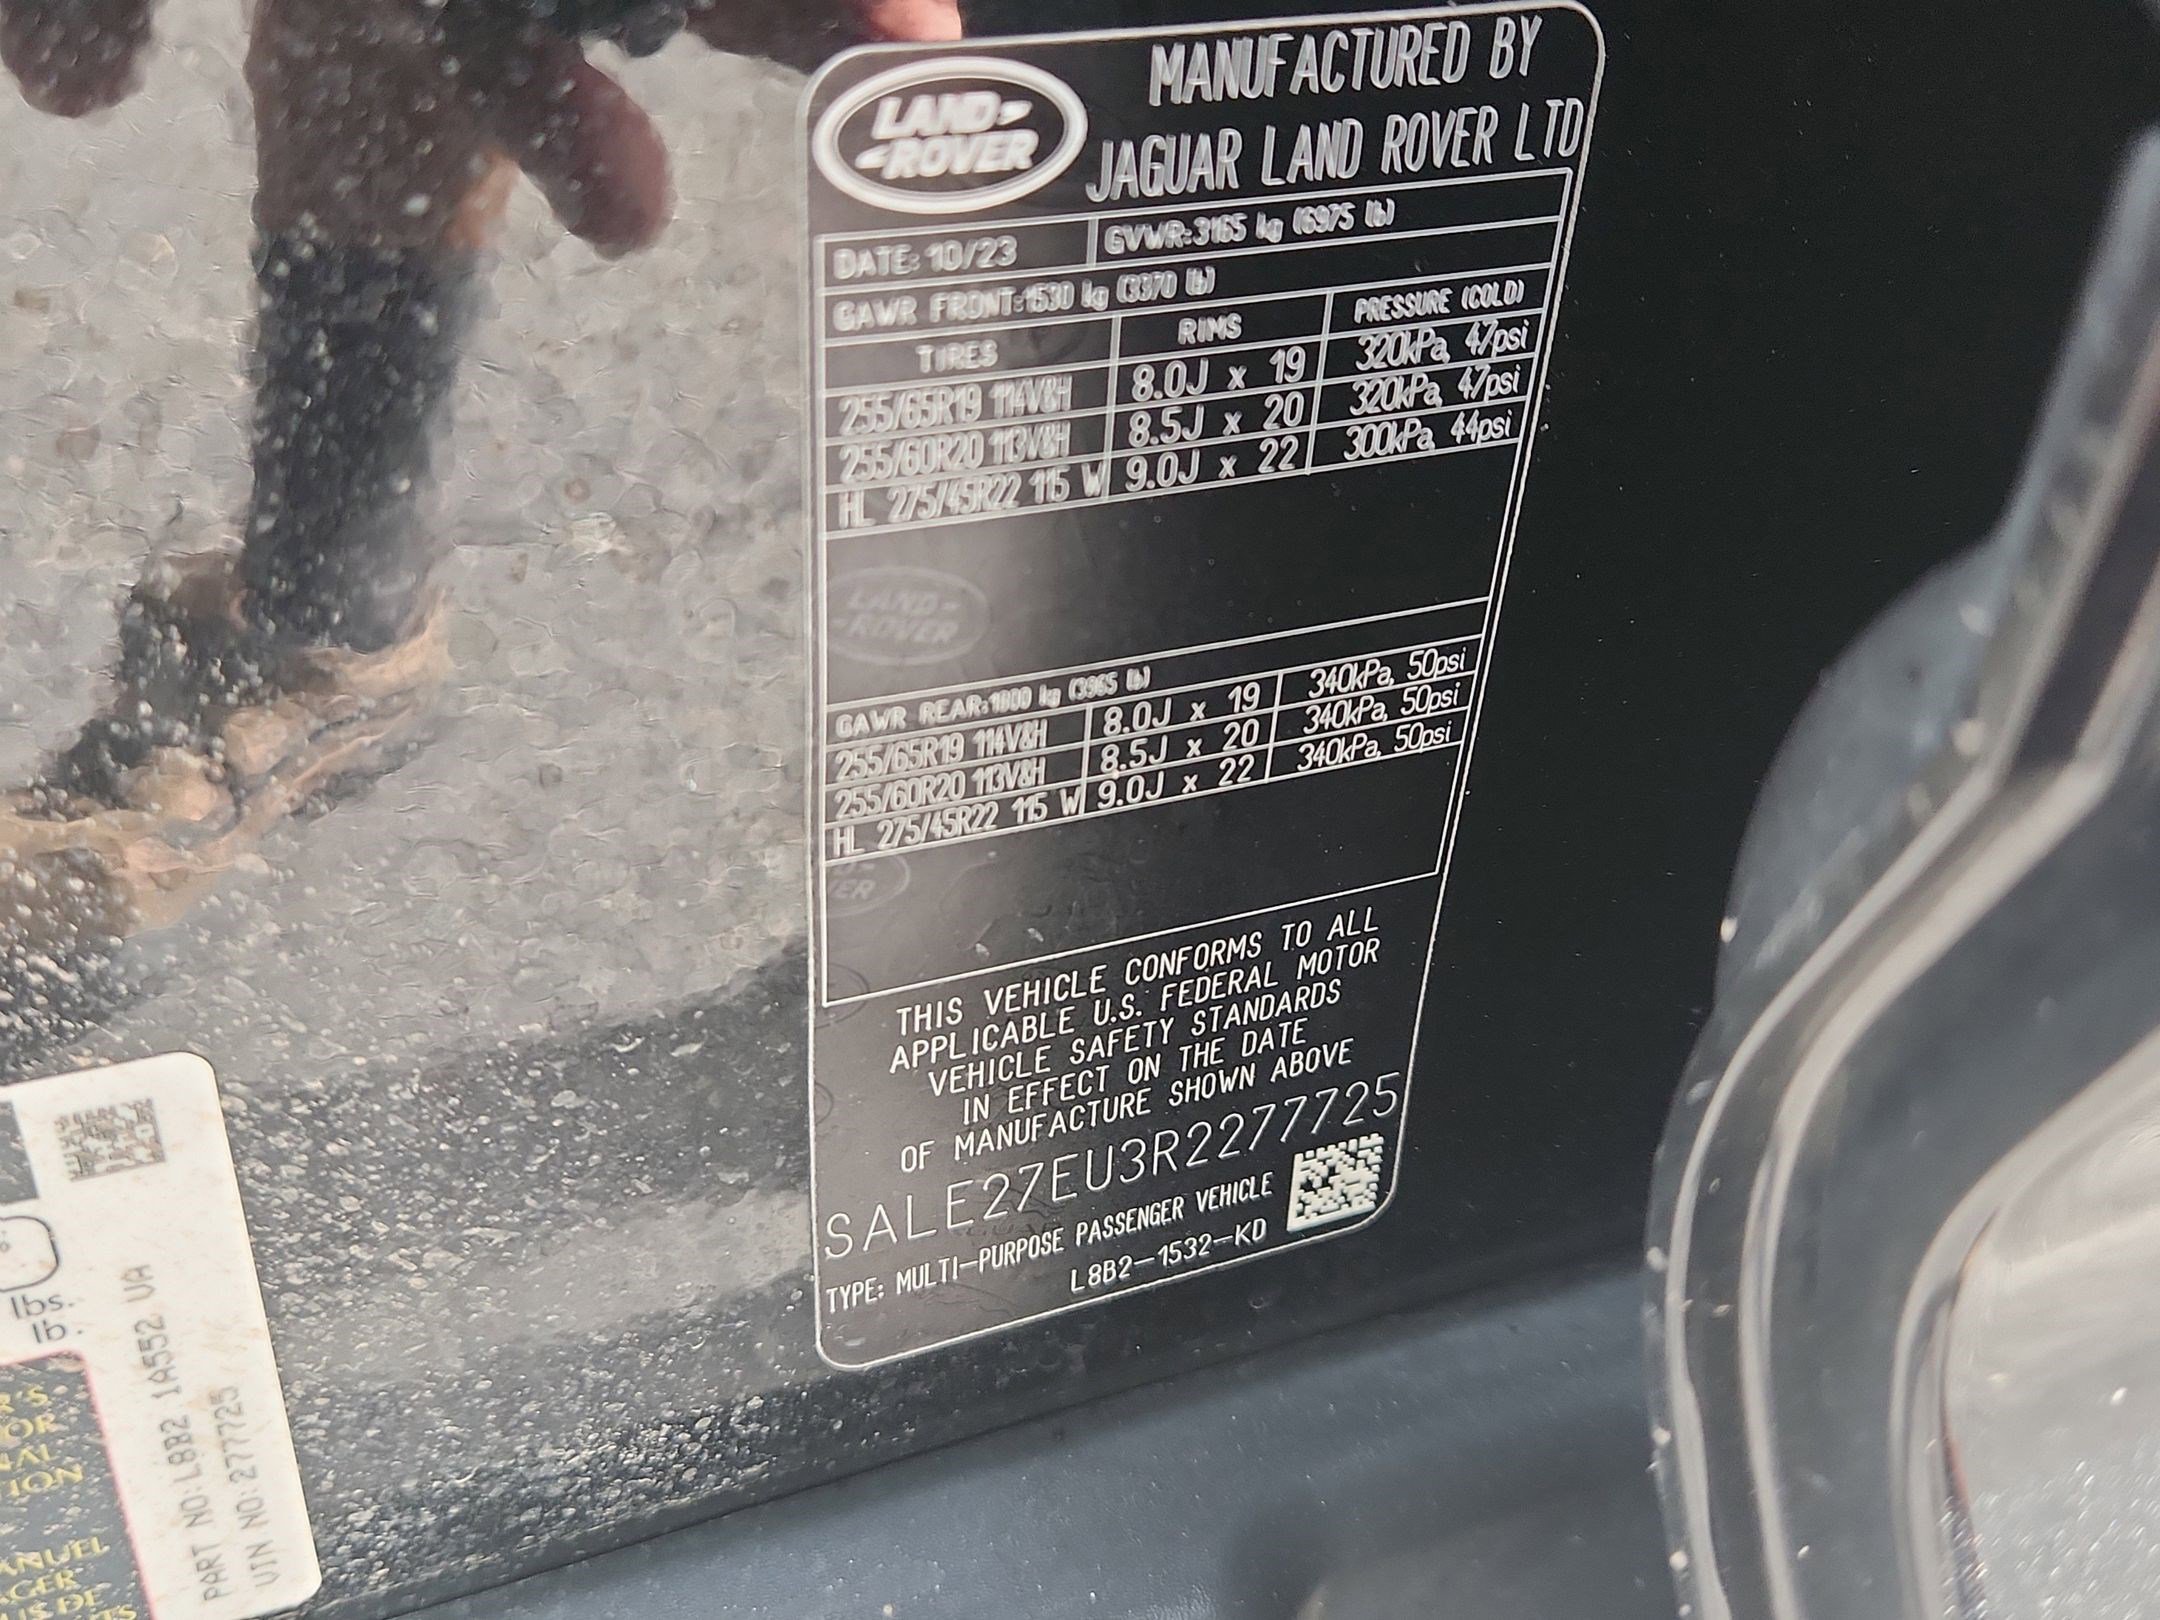 LAND-
-ROVER
MANUFACTURED BY
JAGUAR LAND ROVER LTD
DATE: 10/23 GVWR:3165 kg (6975 lb)
GAWR FRONT:1530 kg (3370 lb)
TIRES RIMS PRESSURE (COLD)
255/65R19 114V&H 8.0J x 19 320kPa, 47psi
255/60R20 113V&H 8.5J x 20 320kPa, 47psi
HL 275/45R22 115 W 9.0J x 22 300kPa, 44psi
LAND-
-ROVER
GAWR REAR:1800 kg (3965 lb)
255/65R19 114V&H 8.0J x 19 340kPa, 50psi
255/60R20 113V&H 8.5J x 20 340kPa, 50psi
HL 275/45R22 115 W 9.0J x 22 340kPa, 50psi
THIS VEHICLE CONFORMS TO ALL
APPLICABLE U.S. FEDERAL MOTOR
VEHICLE SAFETY STANDARDS
IN EFFECT ON THE DATE
OF MANUFACTURE SHOWN ABOVE
SALE27EU3R2277725
TYPE: MULTI-PURPOSE PASSENGER VEHICLE
L8B2-1532-KD
lbs.
lb.
PART NO:L8B2 1A552 UA
VIN NO:277725